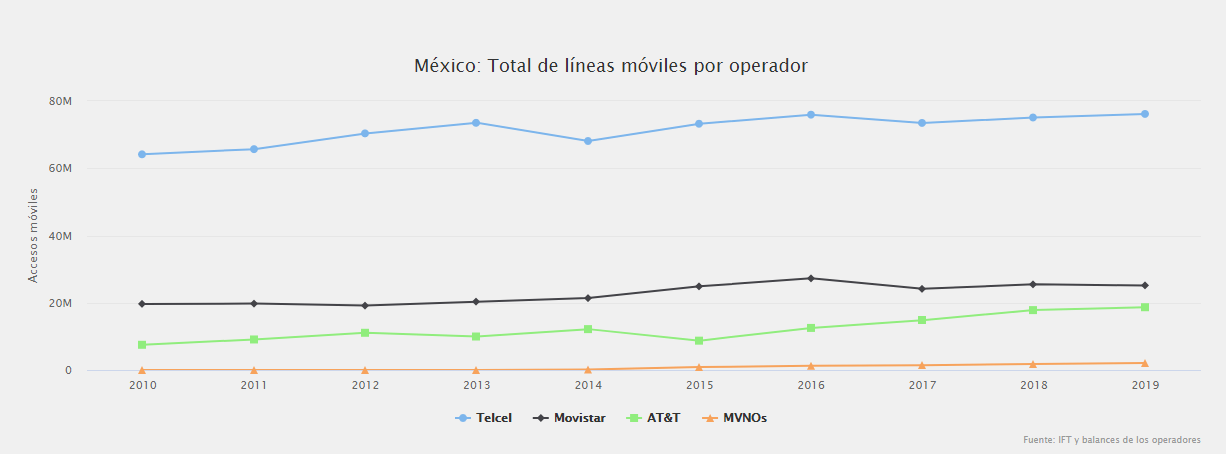 México: Total de líneas móviles por operador
80M
60M
40M
20M
0
Accesos móviles
2010 2011 2012 2013 2014 2015 2016 2017 2018 2019
Telcel Movistar AT&T MVNOs
Fuente: IFT y balances de los operadores